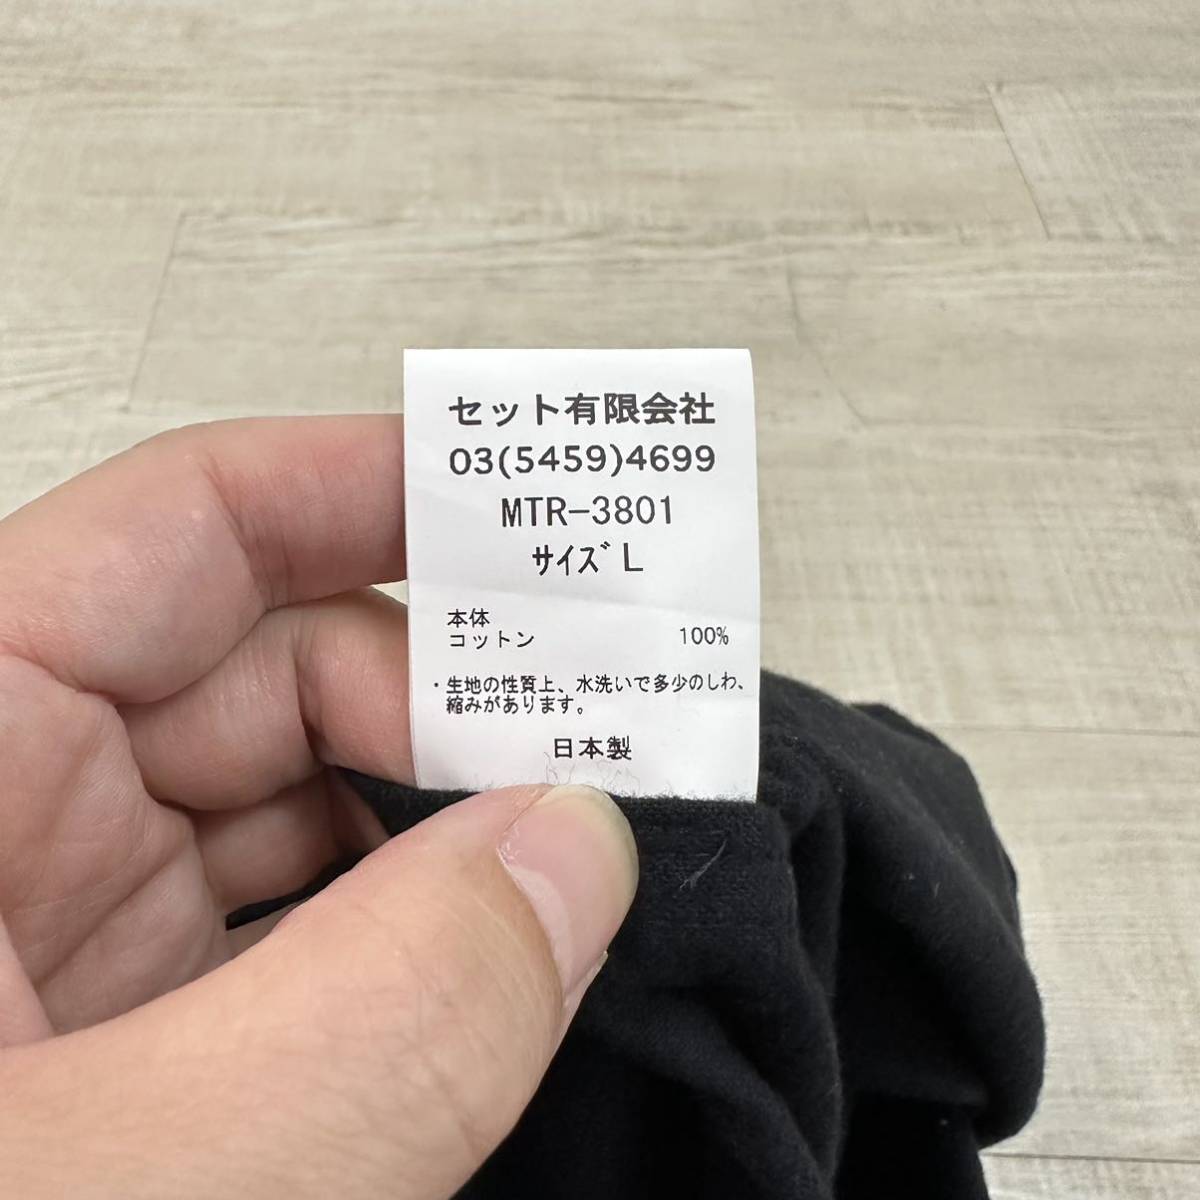 セット有限会社
03(5459)4699
MTR-3801
サイズ L
本体
コットン 100%
・生地の性質上、水洗いで多少のしわ、
縮みがあります。
日本製